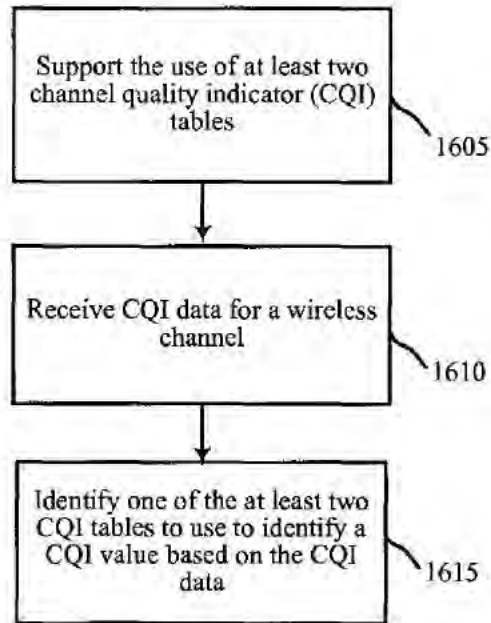 Support the use of at least two
channel quality indicator (CQI)
tables
1605
Receive CQI data for a wireless
channel
1610
Identify one of the at least two
CQI tables to use to identify a
CQI value based on the CQI
data
1615